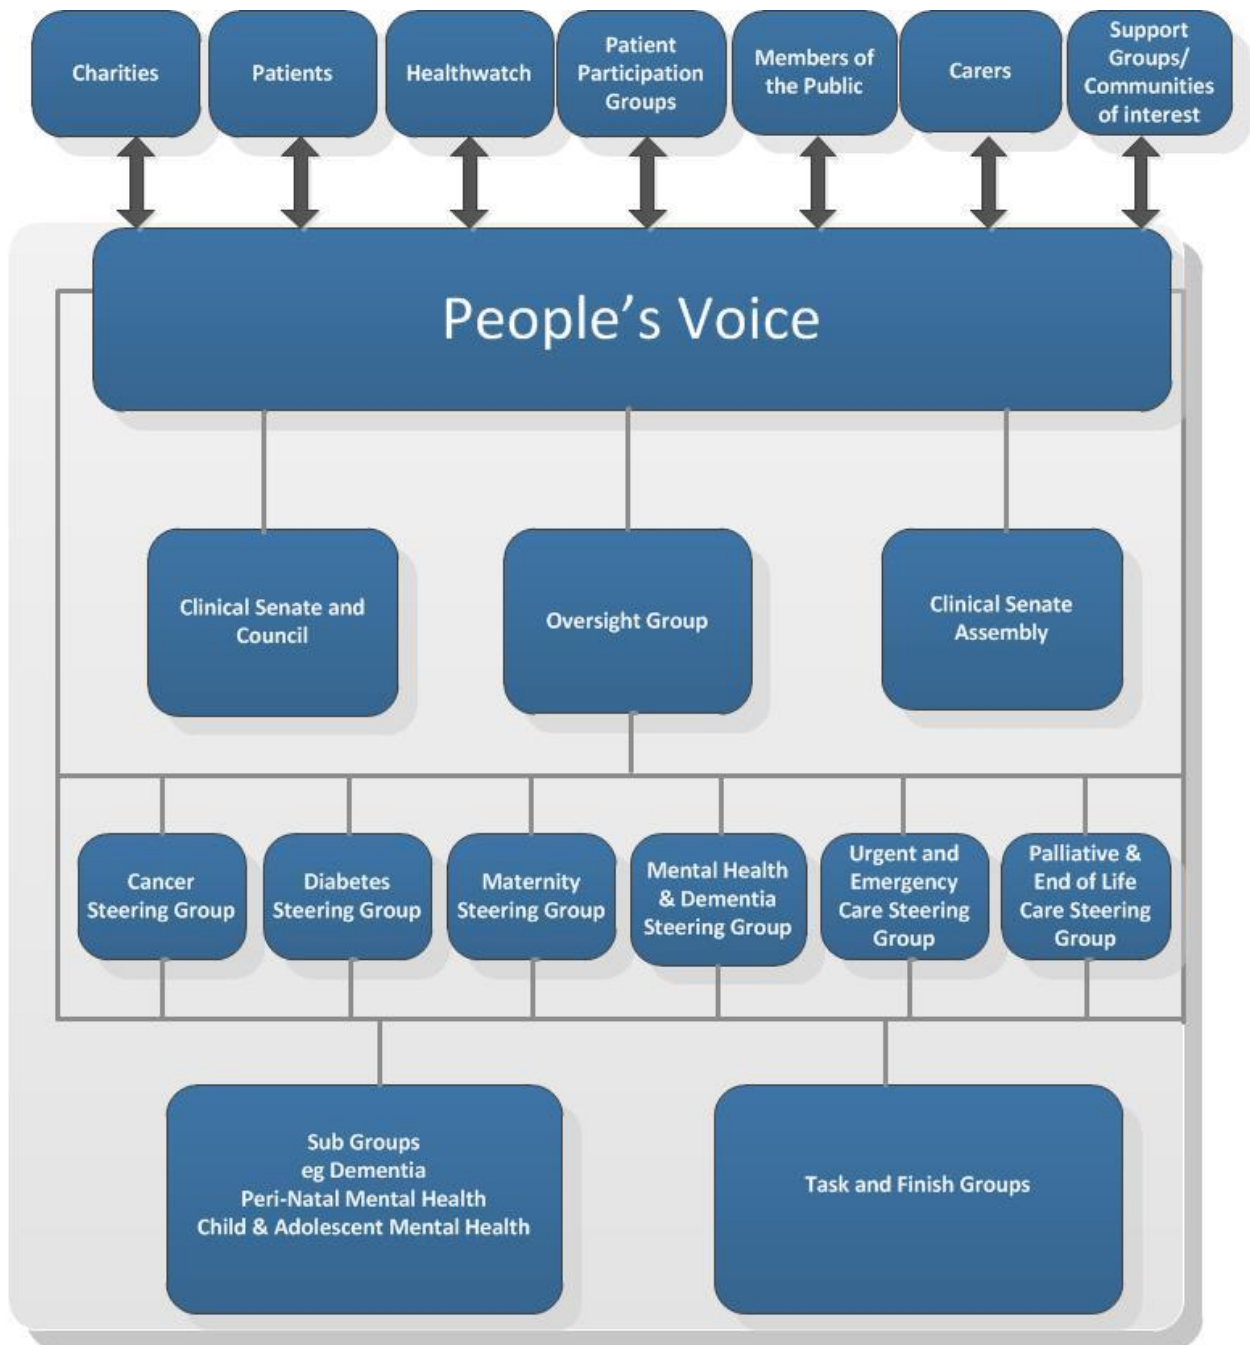 Charities
Patients
Healthwatch
Patient
Participation
Groups
Members of
the Public
Carers
Support
Groups/
Communities
of interest
People's Voice
Clinical Senate and
Council
Oversight Group
Clinical Senate
Assembly
Cancer
Steering Group
Diabetes
Steering Group
Maternity
Steering Group
Mental Health
& Dementia
Steering Group
Urgent and
Emergency
Care Steering
Group
Palliative &
End of Life
Care Steering
Group
Sub Groups
eg Dementia
Peri-Natal Mental Health
Child & Adolescent Mental Health
Task and Finish Groups